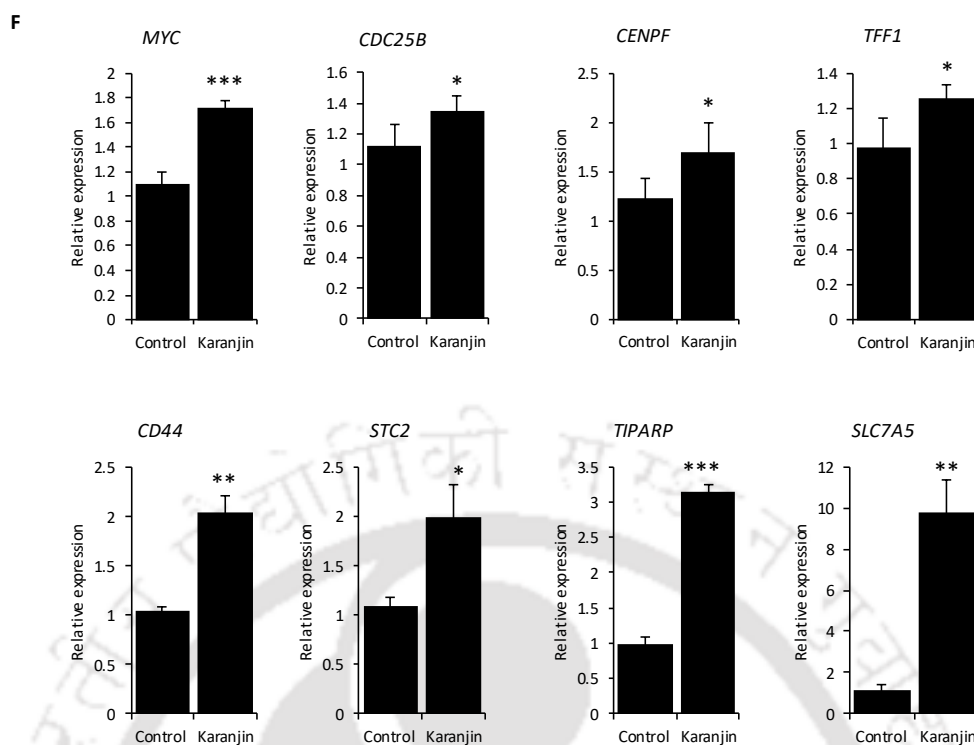 F
MYC
Relative expression
2
1.8
1.6
1.4
1.2
1
0.8
0.6
0.4
0.2
0
***
Control Karanjin
CDC25B
Relative expression
1.6
1.4
1.2
1
0.8
0.6
0.4
0.2
0
*
Control Karanjin
CENPF
Relative expression
2.5
2
1.5
1
0.5
0
*
Control Karanjin
TFF1
Relative expression
1.4
1.2
1
0.8
0.6
0.4
0.2
0
*
Control Karanjin
CD44
Relative expression
2.5
2
1.5
1
0.5
0
**
Control Karanjin
STC2
Relative expression
2.5
2
1.5
1
0.5
0
*
Control Karanjin
TIPARP
Relative expression
3.5
3
2.5
2
1.5
1
0.5
0
***
Control Karanjin
SLC7A5
Relative expression
12
10
8
6
4
2
0
**
Control Karanjin